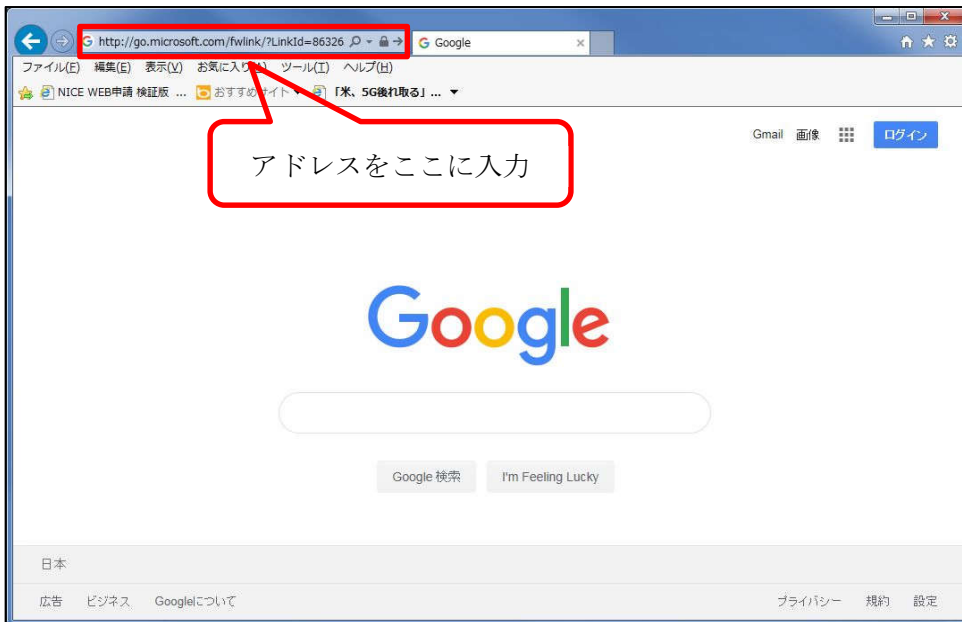 http://go.microsoft.com/fwlink/?LinkId=86326
Google
ファイル(F) 編集(E) 表示(V) お気に入り ツール(T) ヘルプ(H)
NICE WEB申請 検証版 ... おすすめサイト 「米、5G後れ取る」...
アドレスをここに入力
Gmail 画像 ログイン
Google
Google 検索 I'm Feeling Lucky
日本
広告 ビジネス Googleについて プライバシー 規約 設定